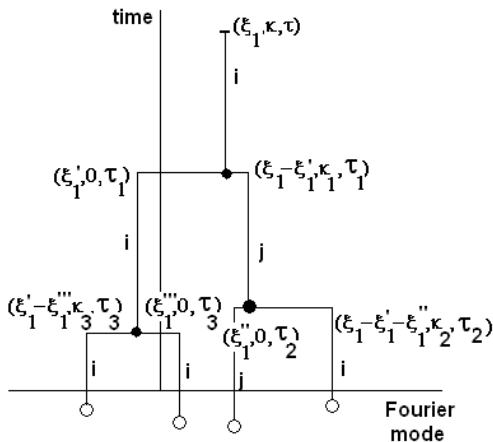 time
(ξ₁,κ,τ)
i
(ξ₁',0,τ₁)
(ξ₁−ξ₁',κ₁,τ₁)
i
j
(ξ₁'−ξ₁''',κ₃,τ₃)
(ξ₁''',0,τ₃)
(ξ₁'',0,τ₂)
(ξ₁−ξ₁'−ξ₁'',κ₂,τ₂)
i
i
j
i
Fourier
mode